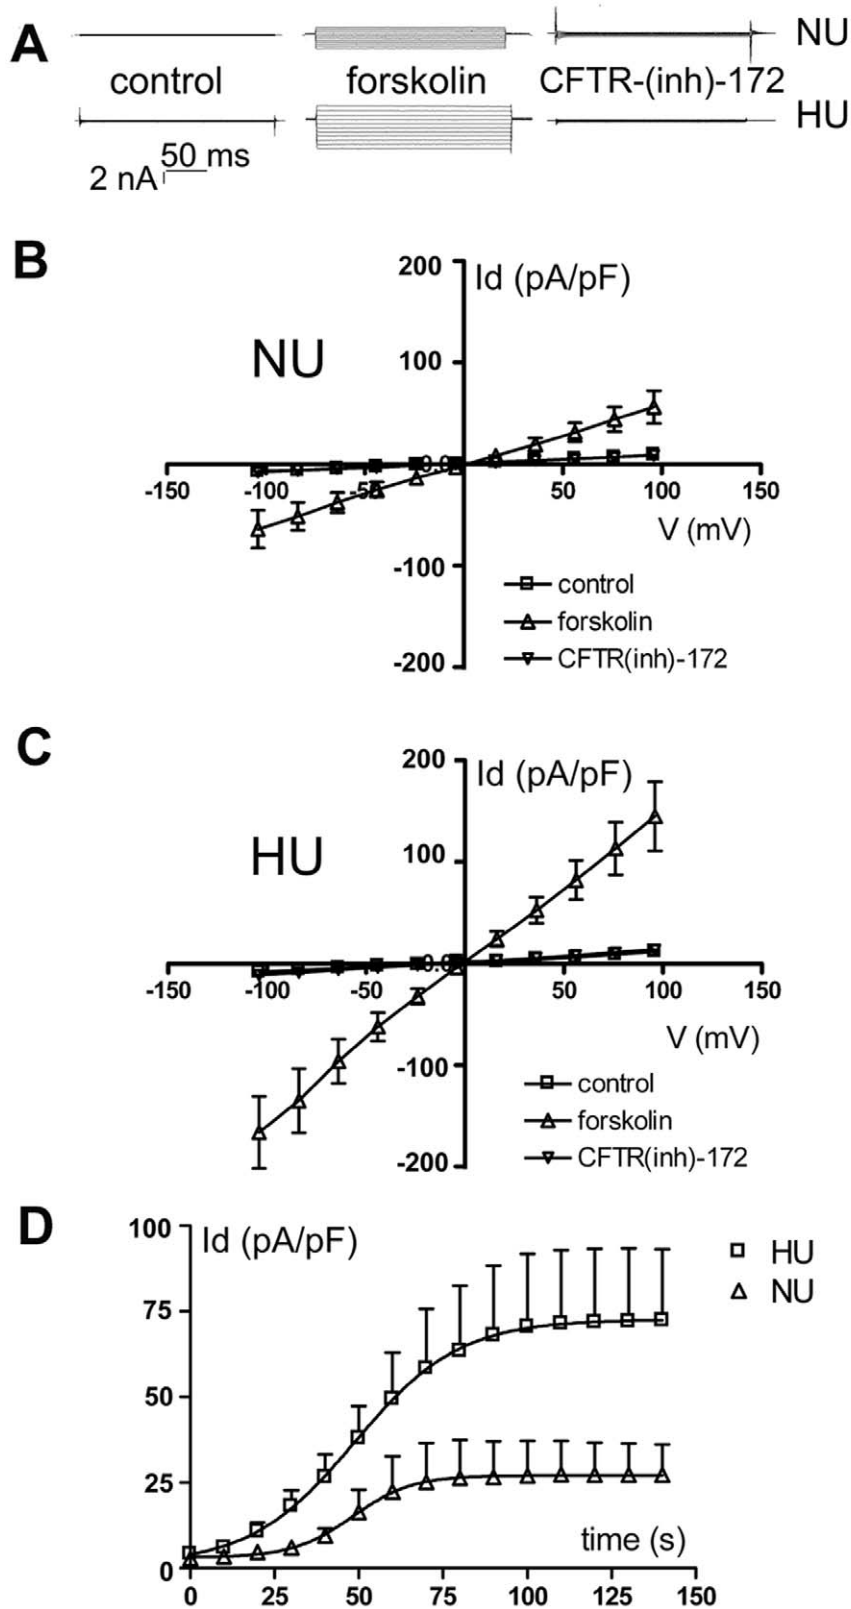 A
NU
control
forskolin
CFTR-(inh)-172
HU
50 ms
2 nA
B
200
Id (pA/pF)
NU
100
0.0
-150
-100
-50
50
100
150
V (mV)
-100
control
forskolin
CFTR(inh)-172
-200
C
200
Id (pA/pF)
HU
100
0.0
-150
-100
-50
50
100
150
V (mV)
-100
control
forskolin
CFTR(inh)-172
-200
D
100
Id (pA/pF)
HU
NU
75
50
25
time (s)
0
0
25
50
75
100
125
150